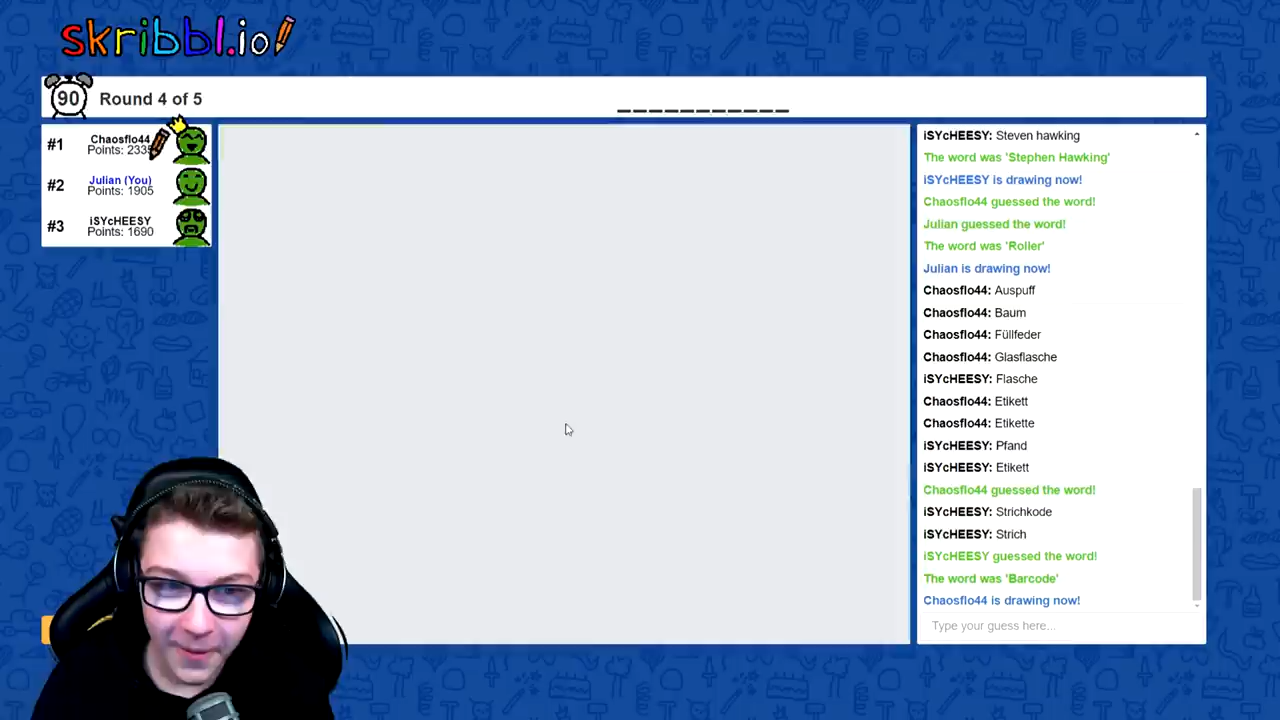 skribbl.io
90
Round 4 of 5
__________
#1
Chaosflo44
Points: 2335
#2
Julian (You)
Points: 1905
#3
iSYcHEESY
Points: 1690
iSYcHEESY: Steven hawking
The word was 'Stephen Hawking'
iSYcHEESY is drawing now!
Chaosflo44 guessed the word!
Julian guessed the word!
The word was 'Roller'
Julian is drawing now!
Chaosflo44: Auspuff
Chaosflo44: Baum
Chaosflo44: Füllfeder
Chaosflo44: Glasflasche
iSYcHEESY: Flasche
Chaosflo44: Etikett
Chaosflo44: Etikette
iSYcHEESY: Pfand
iSYcHEESY: Etikett
Chaosflo44 guessed the word!
iSYcHEESY: Strichkode
iSYcHEESY: Strich
iSYcHEESY guessed the word!
The word was 'Barcode'
Chaosflo44 is drawing now!
Type your guess here...